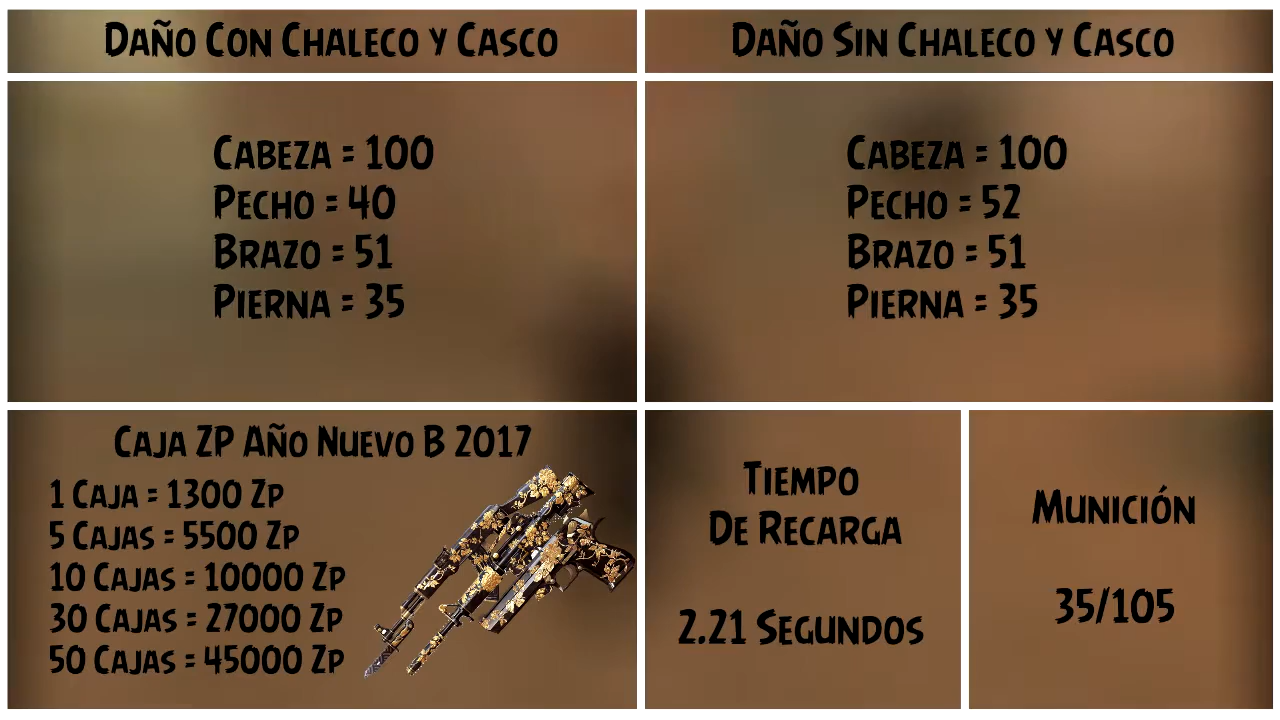 Daño Con Chaleco y Casco
Daño Sin Chaleco y Casco
Cabeza = 100
Pecho = 40
Brazo = 51
Pierna = 35
Cabeza = 100
Pecho = 52
Brazo = 51
Pierna = 35
Caja ZP Año Nuevo B 2017
1 Caja = 1300 Zp
5 Cajas = 5500 Zp
10 Cajas = 10000 Zp
30 Cajas = 27000 Zp
50 Cajas = 45000 Zp
Tiempo
De Recarga
2.21 Segundos
Munición
35/105